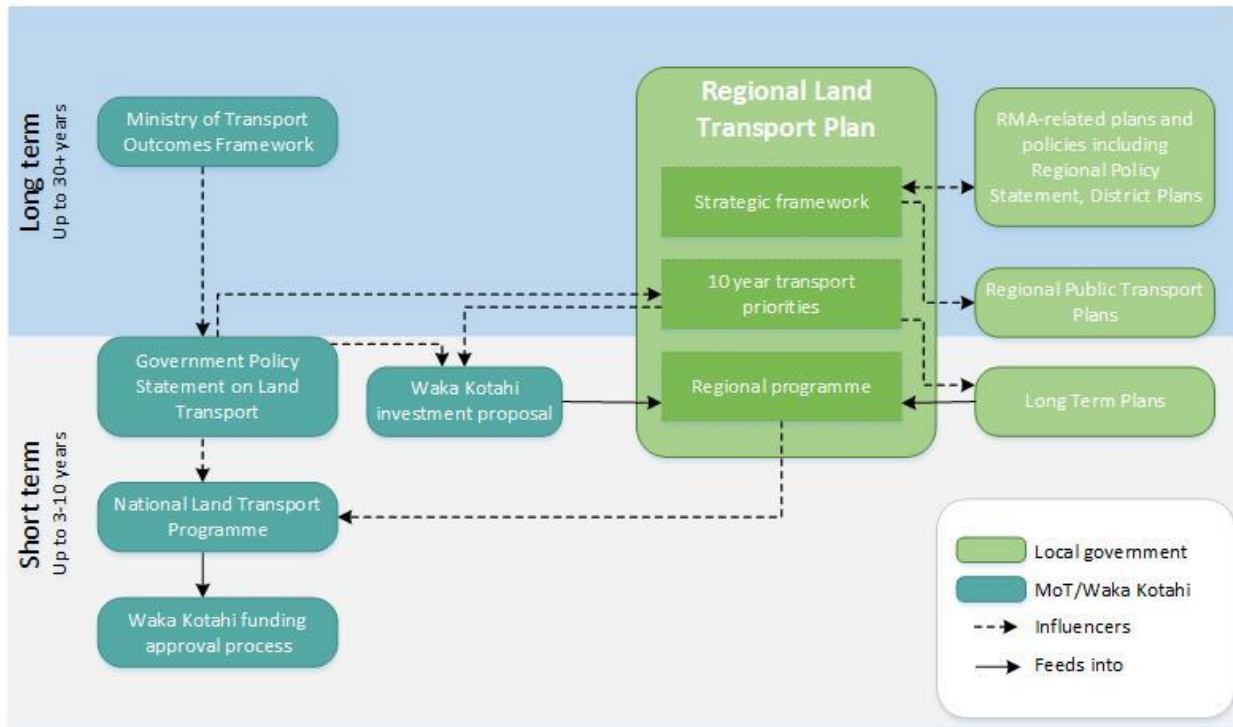 Long term
Up to 30+ years
Ministry of Transport
Outcomes Framework
Regional Land
Transport Plan
Strategic framework
10 year transport
priorities
Regional programme
RMA-related plans and
policies including
Regional Policy
Statement, District Plans
Regional Public Transport
Plans
Long Term Plans
Short term
Up to 3-10 years
Government Policy
Statement on Land
Transport
Waka Kotahi
investment proposal
National Land Transport
Programme
Waka Kotahi funding
approval process
Local government
MoT/Waka Kotahi
Influencers
Feeds into